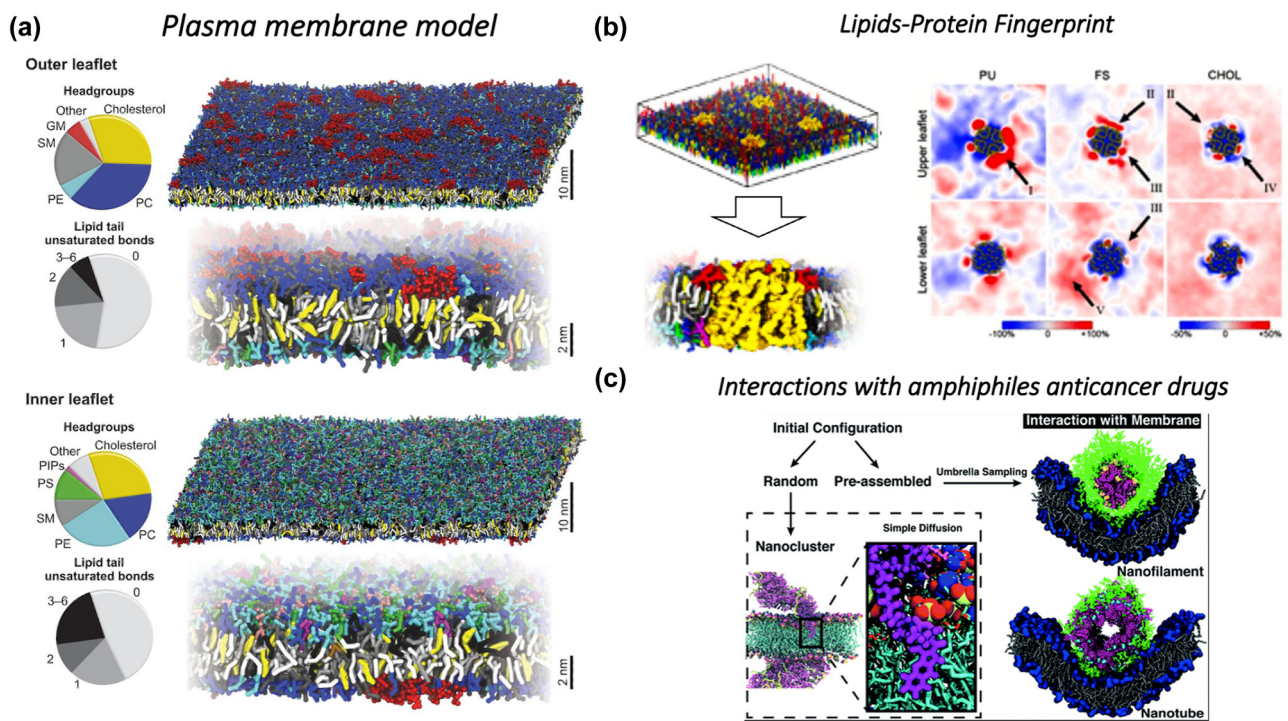 (a)
Plasma membrane model
Outer leaflet
Headgroups
Other
Cholesterol
GM
SM
PE
PC
10 nm
Lipid tail
unsaturated bonds
3–6
0
2
1
2 nm
Inner leaflet
Headgroups
Other
Cholesterol
PIPs
PS
SM
PE
PC
10 nm
Lipid tail
unsaturated bonds
3–6
0
2
1
2 nm
(b)
Lipids-Protein Fingerprint
PU
FS
CHOL
Upper leaflet
II
II
I
III
IV
Lower leaflet
III
V
-100%
0
+100%
-50%
0
+50%
(c)
Interactions with amphiphiles anticancer drugs
Initial Configuration
Random
Pre-assembled
Umbrella Sampling
Interaction with Membrane
Nanocluster
Simple Diffusion
Nanofilament
Nanotube